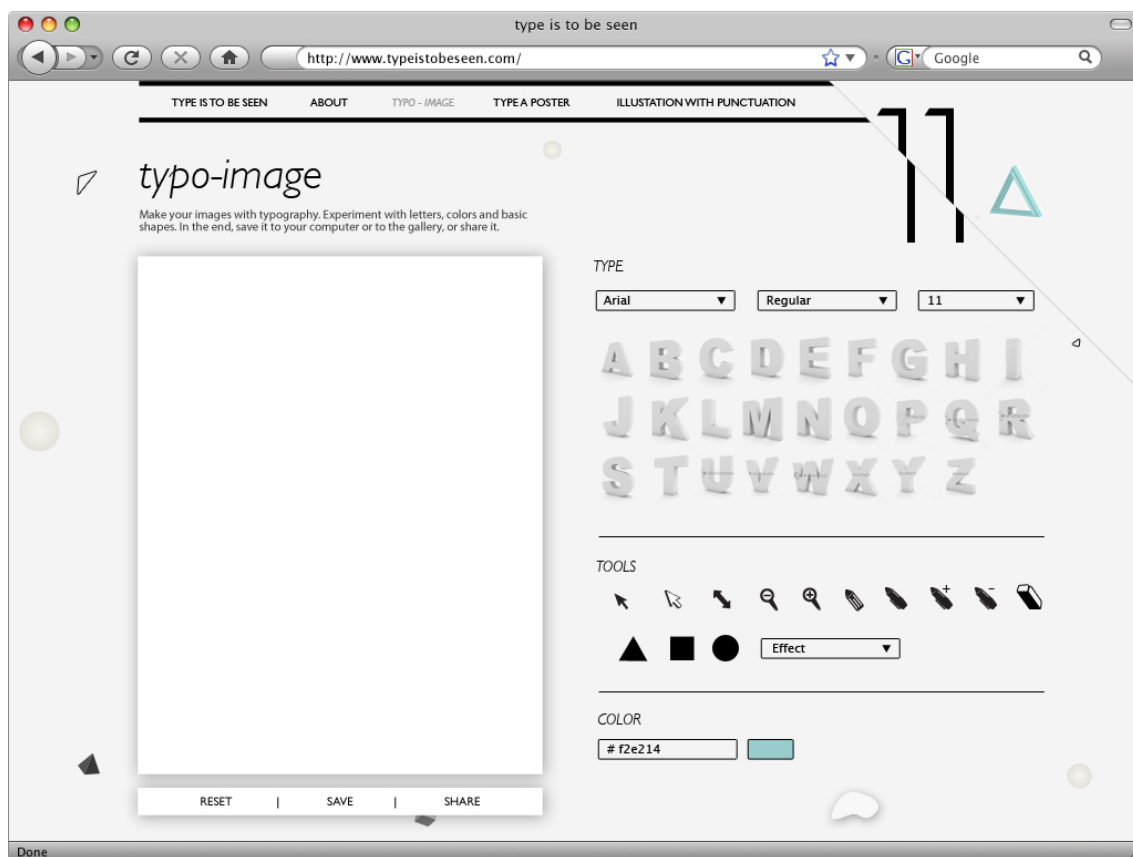 type is to be seen
http://www.typeistobeseen.com/
G Google
TYPE IS TO BE SEEN ABOUT TYPO - IMAGE TYPE A POSTER ILLUSTATION WITH PUNCTUATION
11
typo-image
Make your images with typography. Experiment with letters, colors and basic
shapes. In the end, save it to your computer or to the gallery, or share it.
TYPE
Arial Regular 11
A B C D E F G H I
J K L M N O P Q R
S T U V W X Y Z
TOOLS
Effect
COLOR
# f2e214
RESET | SAVE | SHARE
Done